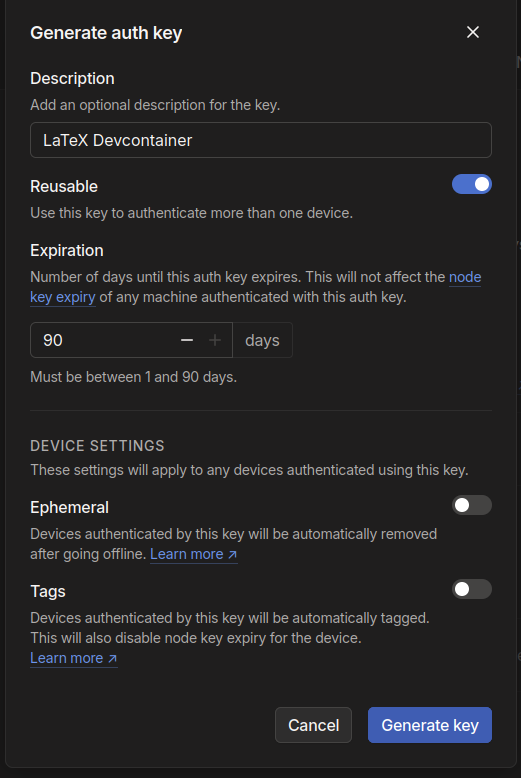 Generate auth key
Description
Add an optional description for the key.
LaTeX Devcontainer
Reusable
Use this key to authenticate more than one device.
Expiration
Number of days until this auth key expires. This will not affect the node
key expiry of any machine authenticated with this auth key.
90 − + days
Must be between 1 and 90 days.
DEVICE SETTINGS
These settings will apply to any devices authenticated using this key.
Ephemeral
Devices authenticated by this key will be automatically removed
after going offline. Learn more ↗
Tags
Devices authenticated by this key will be automatically tagged.
This will also disable node key expiry for the device.
Learn more ↗
Cancel Generate key